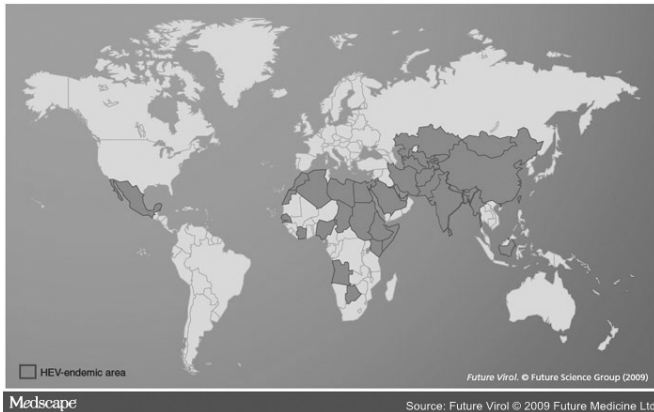 HEV-endemic area
Future Virol. © Future Science Group (2009)
Medscape
Source: Future Virol © 2009 Future Medicine Ltd